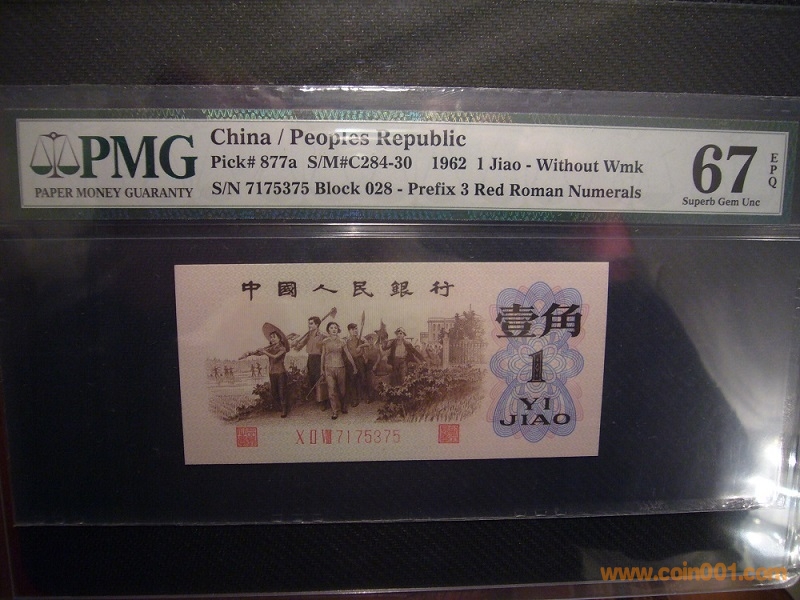 PMG
PAPER MONEY GUARANTY
China / Peoples Republic
Pick# 877a S/M#C284-30 1962 1 Jiao - Without Wmk
S/N 7175375 Block 028 - Prefix 3 Red Roman Numerals
67
EPQ
Superb Gem Unc
中國人民銀行
壹角
1
YI
JIAO
X II VIII 7175375
www.coin001.com